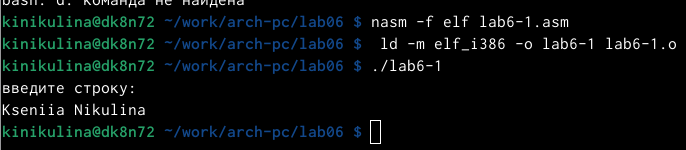 bash: d: команда не найдена
kinikulina@dk8n72 ~/work/arch-pc/lab06 $ nasm -f elf lab6-1.asm
kinikulina@dk8n72 ~/work/arch-pc/lab06 $  ld -m elf_i386 -o lab6-1 lab6-1.o
kinikulina@dk8n72 ~/work/arch-pc/lab06 $ ./lab6-1
введите строку:
Kseniia Nikulina
kinikulina@dk8n72 ~/work/arch-pc/lab06 $